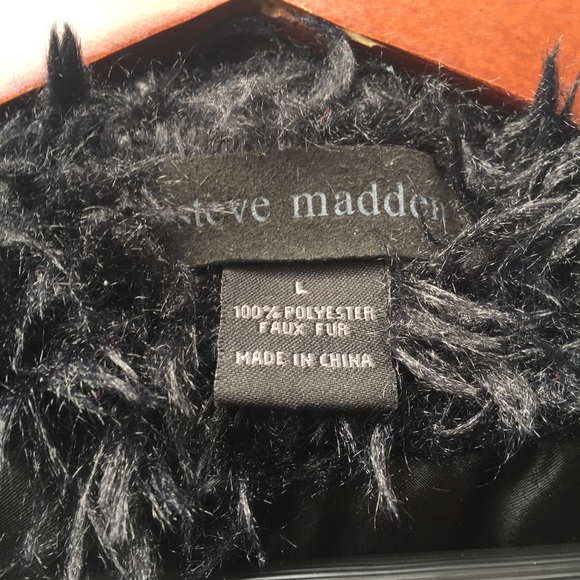 steve madden
L
100% POLYESTER
FAUX FUR
MADE IN CHINA